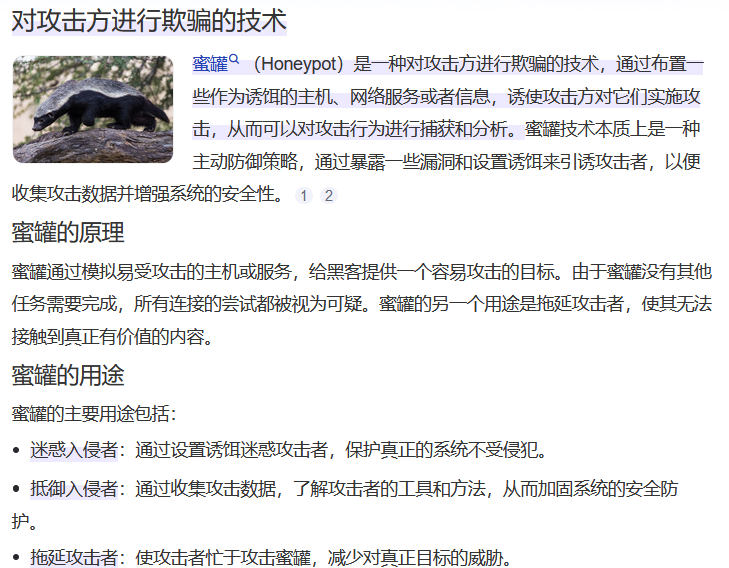 对攻击方进行欺骗的技术
蜜罐（Honeypot）是一种对攻击方进行欺骗的技术，通过布置一
些作为诱饵的主机、网络服务或者信息，诱使攻击方对它们实施攻
击，从而可以对攻击行为进行捕获和分析。蜜罐技术本质上是一种
主动防御策略，通过暴露一些漏洞和设置诱饵来引诱攻击者，以便
收集攻击数据并增强系统的安全性。 1 2
蜜罐的原理
蜜罐通过模拟易受攻击的主机或服务，给黑客提供一个容易攻击的目标。由于蜜罐没有其他
任务需要完成，所有连接的尝试都被视为可疑。蜜罐的另一个用途是拖延攻击者，使其无法
接触到真正有价值的内容。
蜜罐的用途
蜜罐的主要用途包括：
• 迷惑入侵者：通过设置诱饵迷惑攻击者，保护真正的系统不受侵犯。
• 抵御入侵者：通过收集攻击数据，了解攻击者的工具和方法，从而加固系统的安全防
护。
• 拖延攻击者：使攻击者忙于攻击蜜罐，减少对真正目标的威胁。